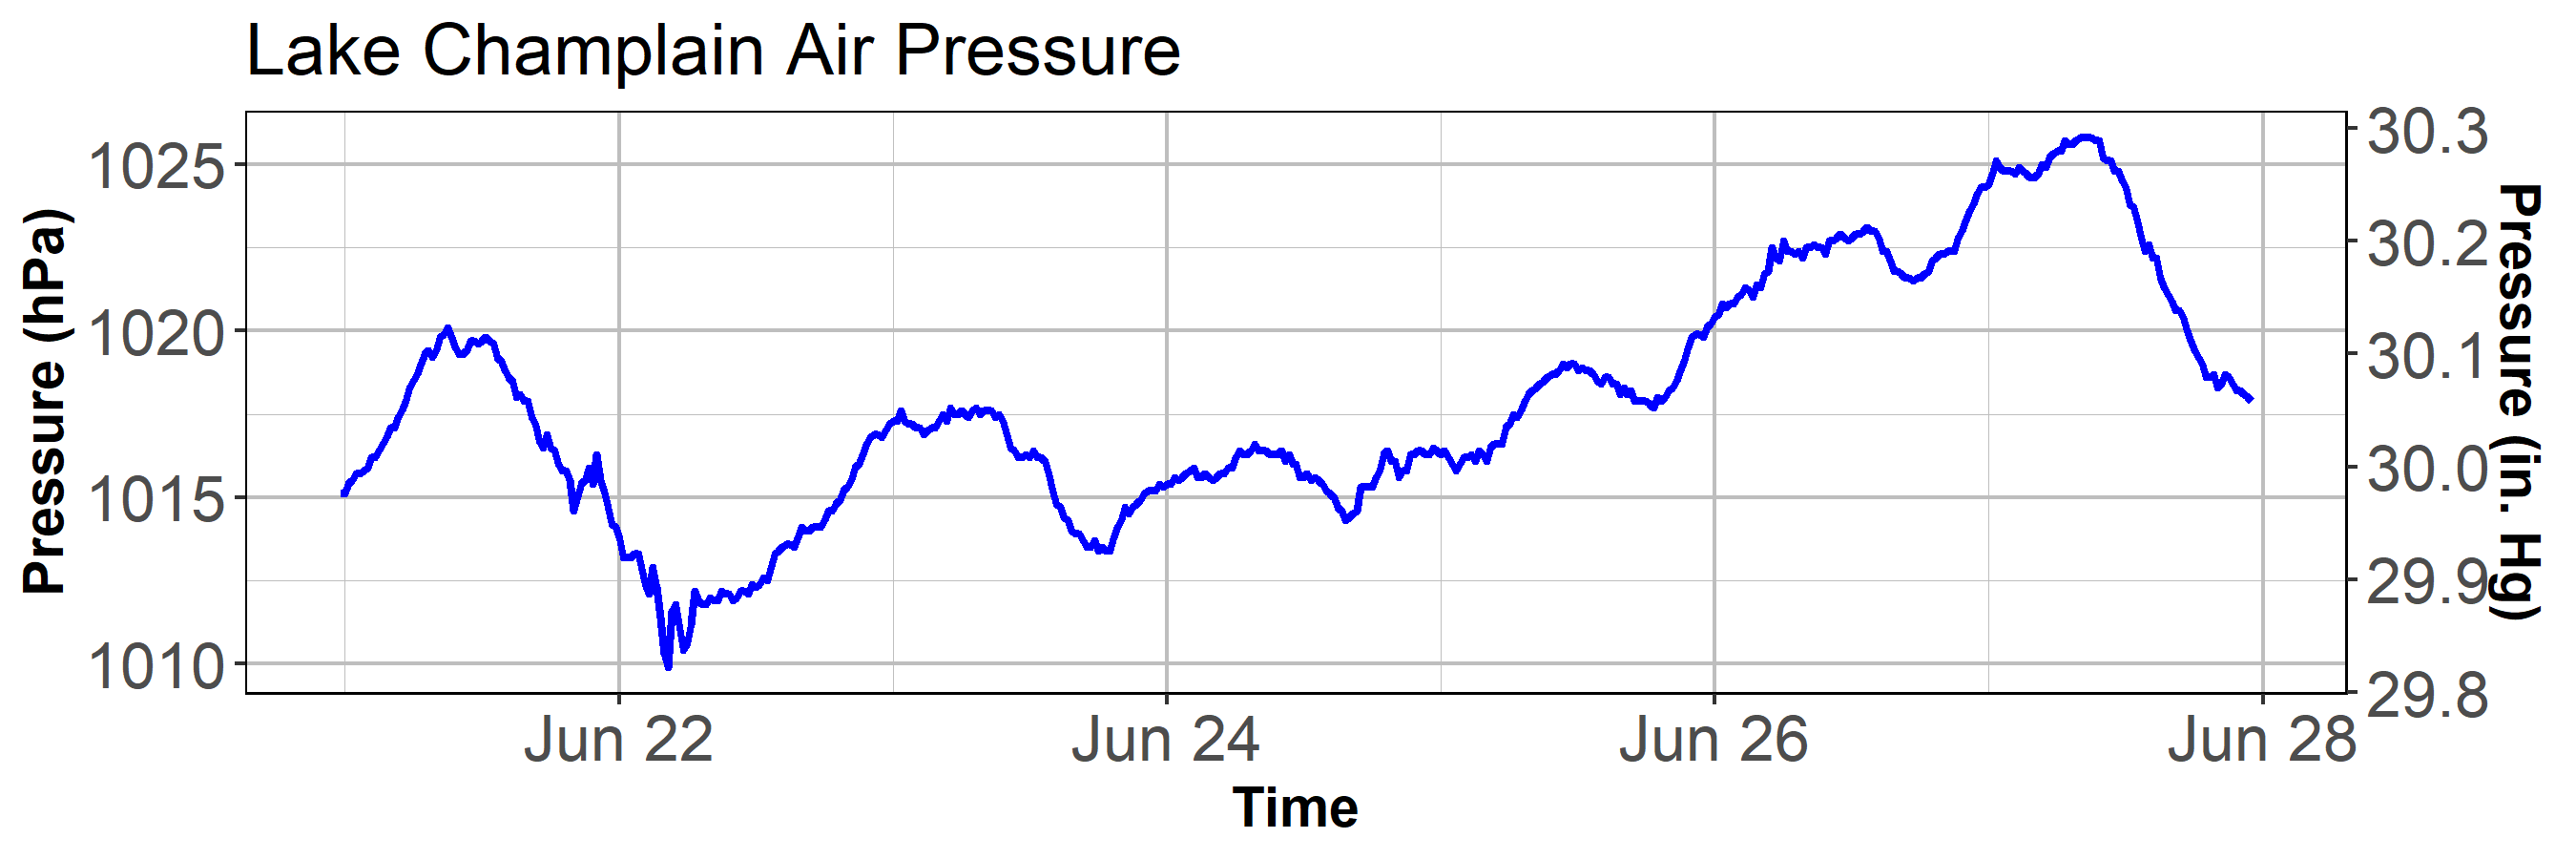 Lake Champlain Air Pressure
Pressure (hPa)
1025
1020
1015
1010
30.3
30.2
30.1
30.0
29.9
29.8
Pressure (in. Hg)
Jun 22
Jun 24
Jun 26
Jun 28
Time